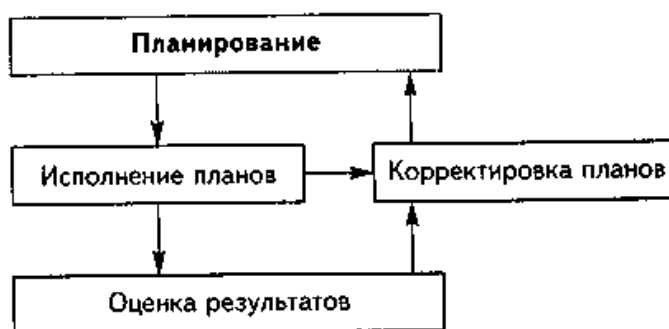 Планирование
Исполнение планов
Корректировка планов
Оценка результатов